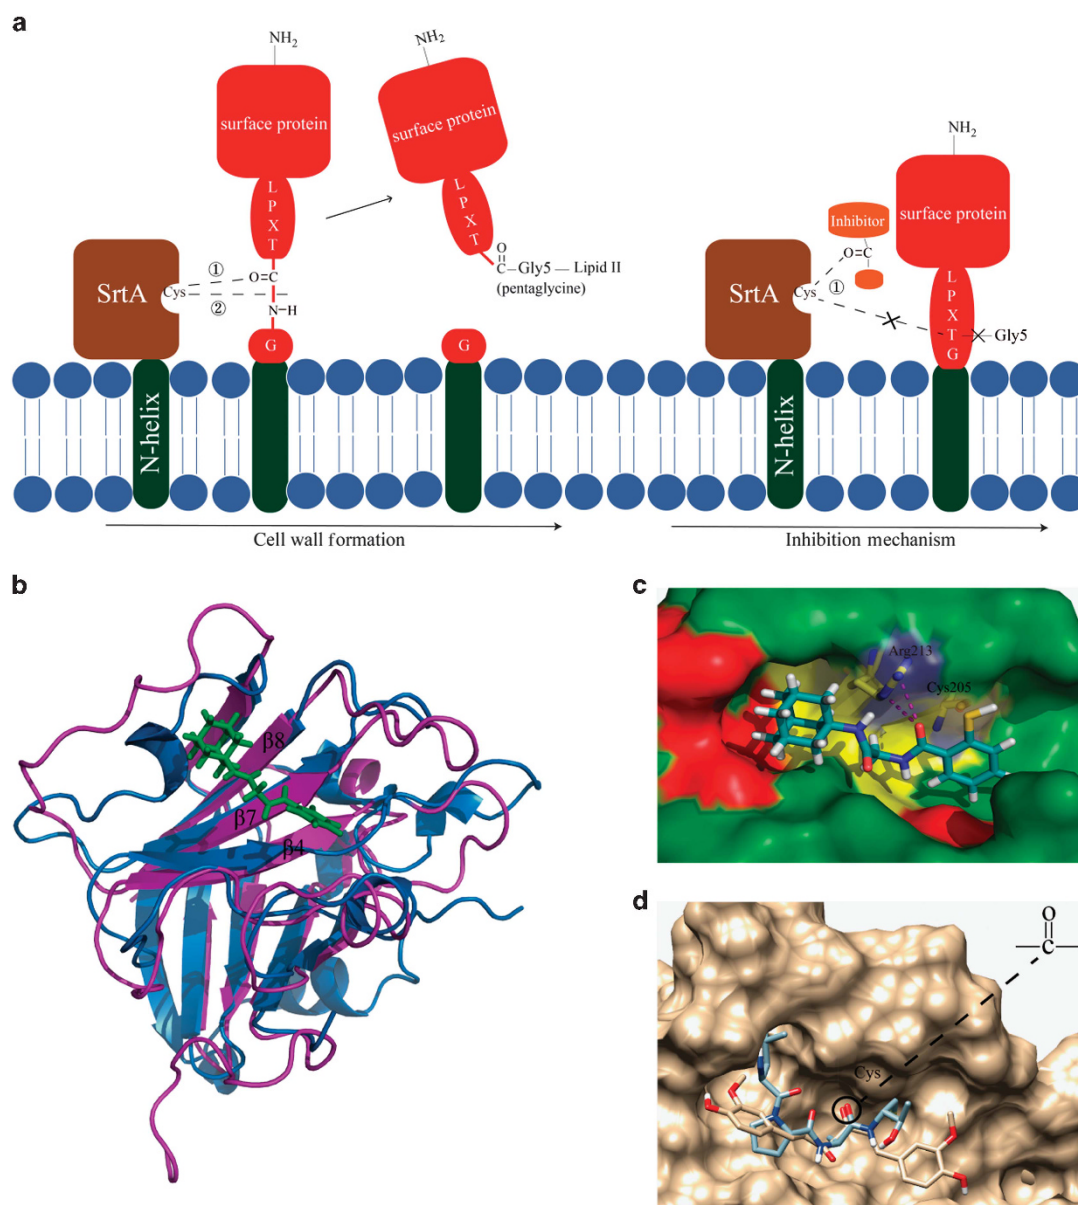 a
NH2
surface protein
L
P
X
T
①
②
O=C
N–H
SrtA
Cys
G
N-helix
NH2
surface protein
L
P
X
T
O
C–Gly5 — Lipid II
(pentaglycine)
G
Cell wall formation
NH2
surface protein
Inhibitor
O=C
①
SrtA
Cys
L
P
X
T
G
Gly5
N-helix
Inhibition mechanism
b
β8
β7
β4
c
Arg213
Cys205
d
O
C
Cys